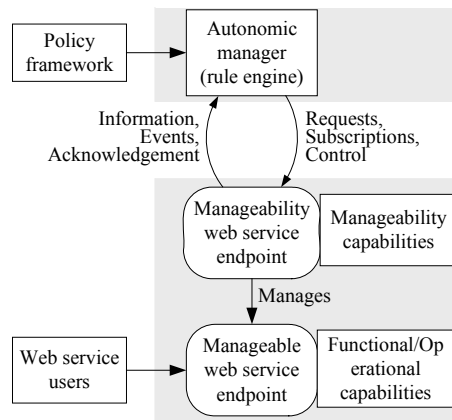 Policy
framework
Autonomic
manager
(rule engine)
Information,
Events,
Acknowledgement
Requests,
Subscriptions,
Control
Manageability
web service
endpoint
Manageability
capabilities
Manages
Web service
users
Manageable
web service
endpoint
Functional/Op
erational
capabilities